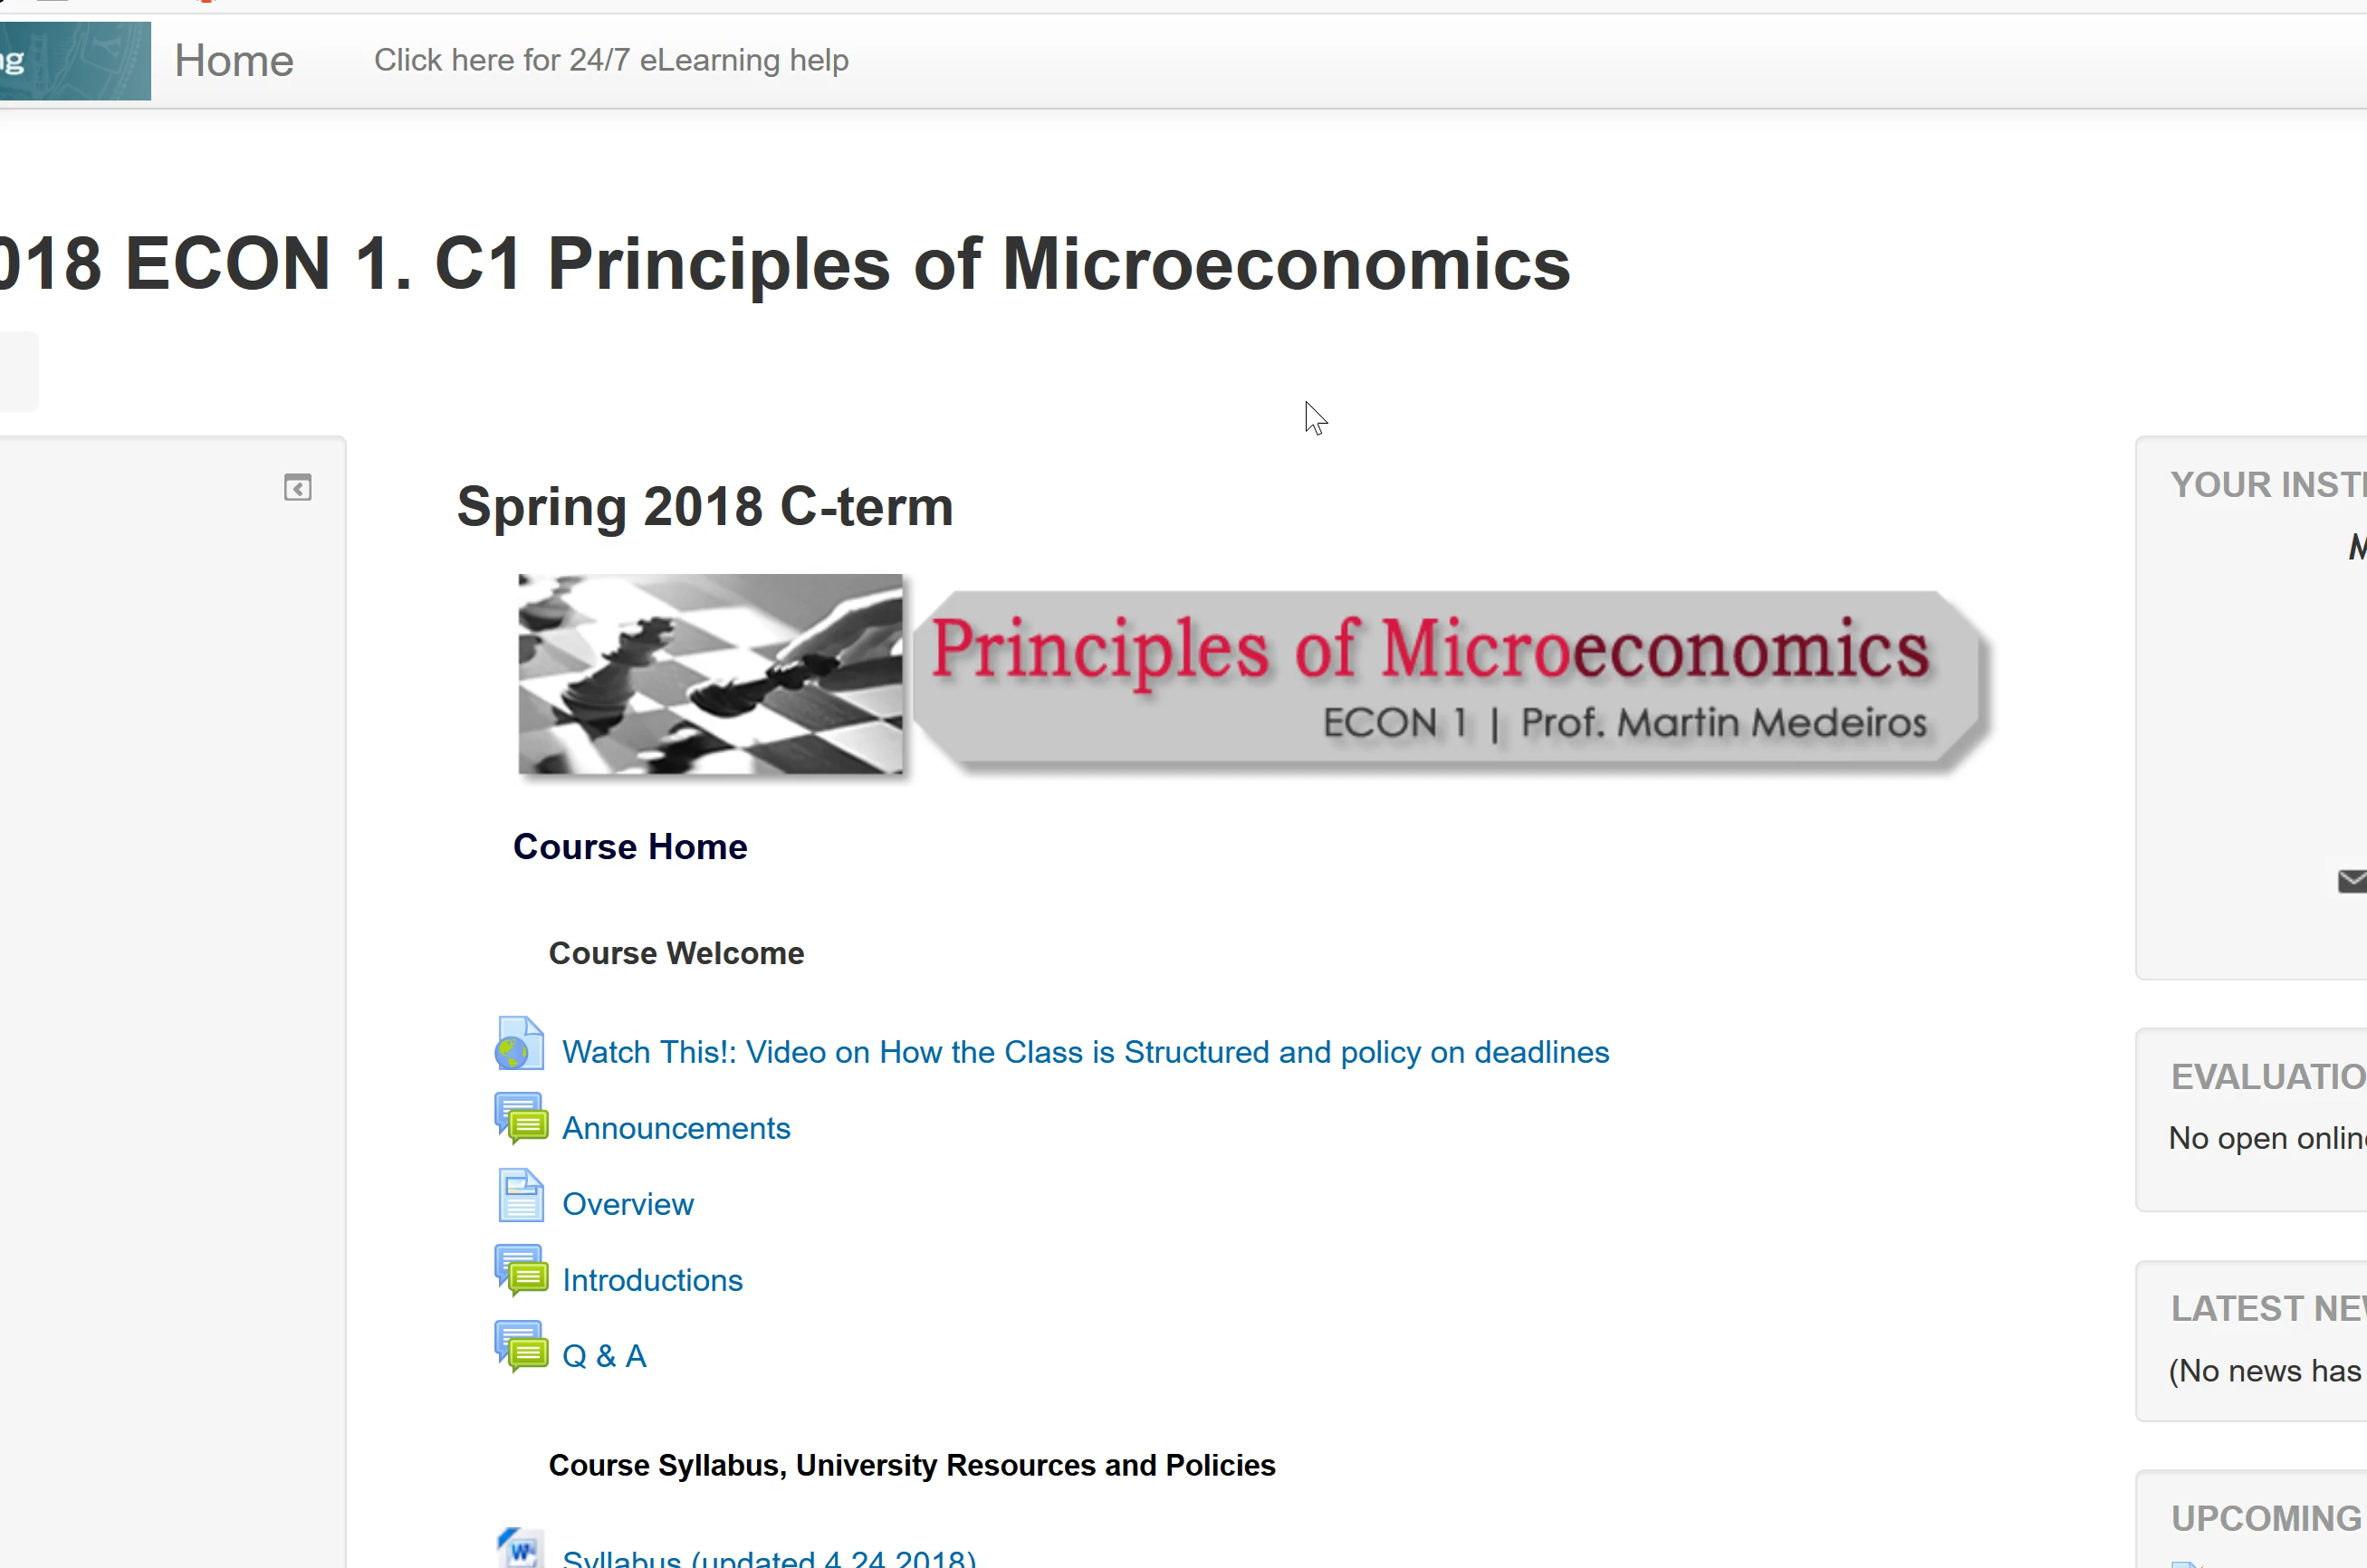 Home
Click here for 24/7 eLearning help
018 ECON 1. C1 Principles of Microeconomics
Spring 2018 C-term
Principles of Microeconomics
ECON 1 | Prof. Martin Medeiros
Course Home
Course Welcome
Watch This!: Video on How the Class is Structured and policy on deadlines
Announcements
Overview
Introductions
Q & A
Course Syllabus, University Resources and Policies
Syllabus (updated 4.24.2018)
YOUR
EVALUATIO
No open
LATEST
(No news has
UPCOMING